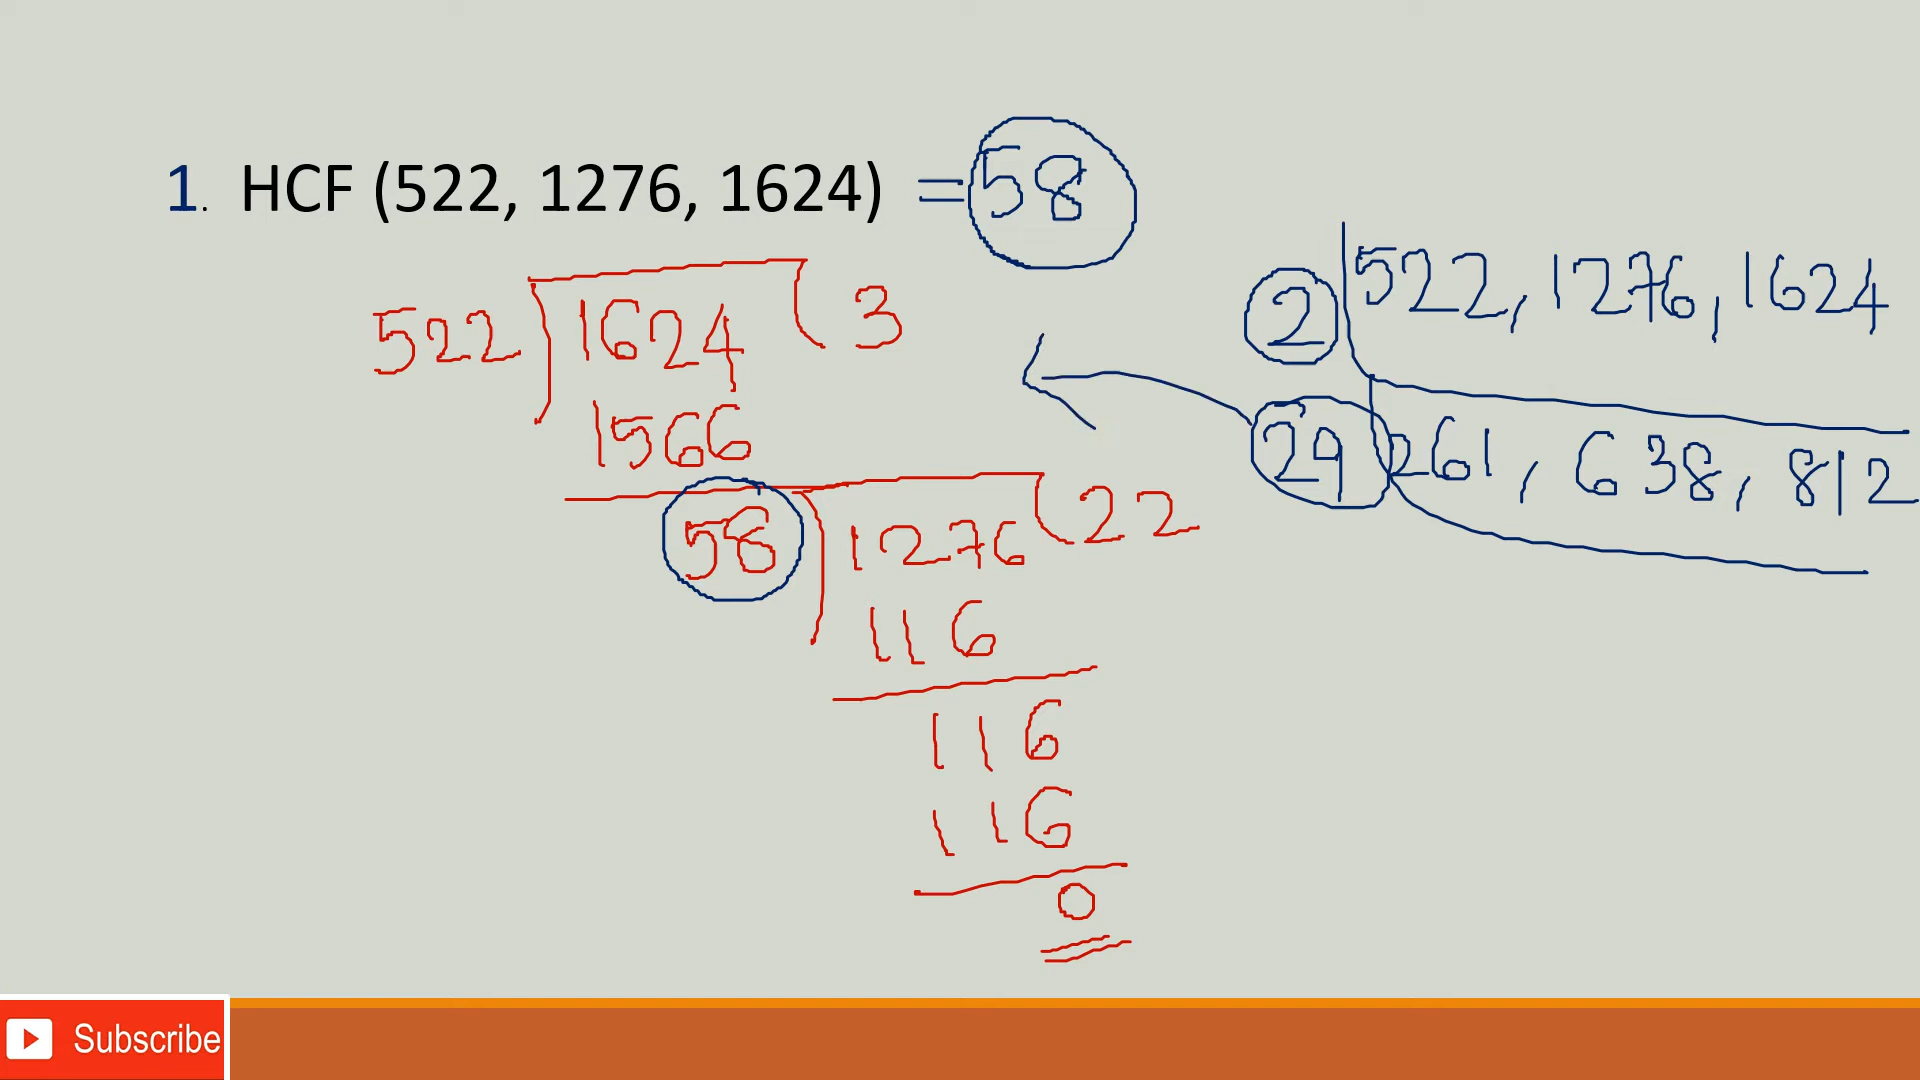 1. HCF (522, 1276, 1624) = 58
522 1624 3
1566
58 1276 22
116
116
116
0
2 522, 1276, 1624
29 261, 638, 812
Subscribe